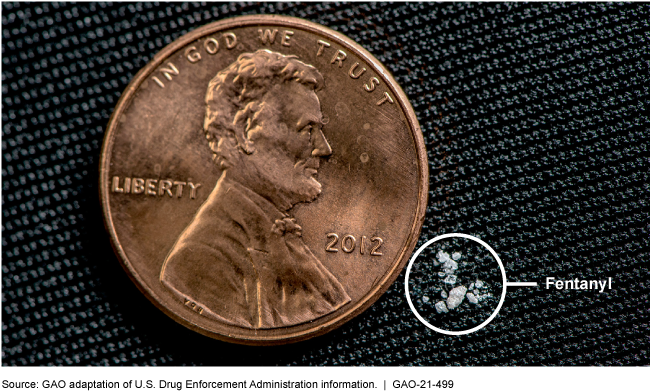 IN GOD WE TRUST
LIBERTY
2012
Fentanyl
Source: GAO adaptation of U.S. Drug Enforcement Administration information. | GAO-21-499